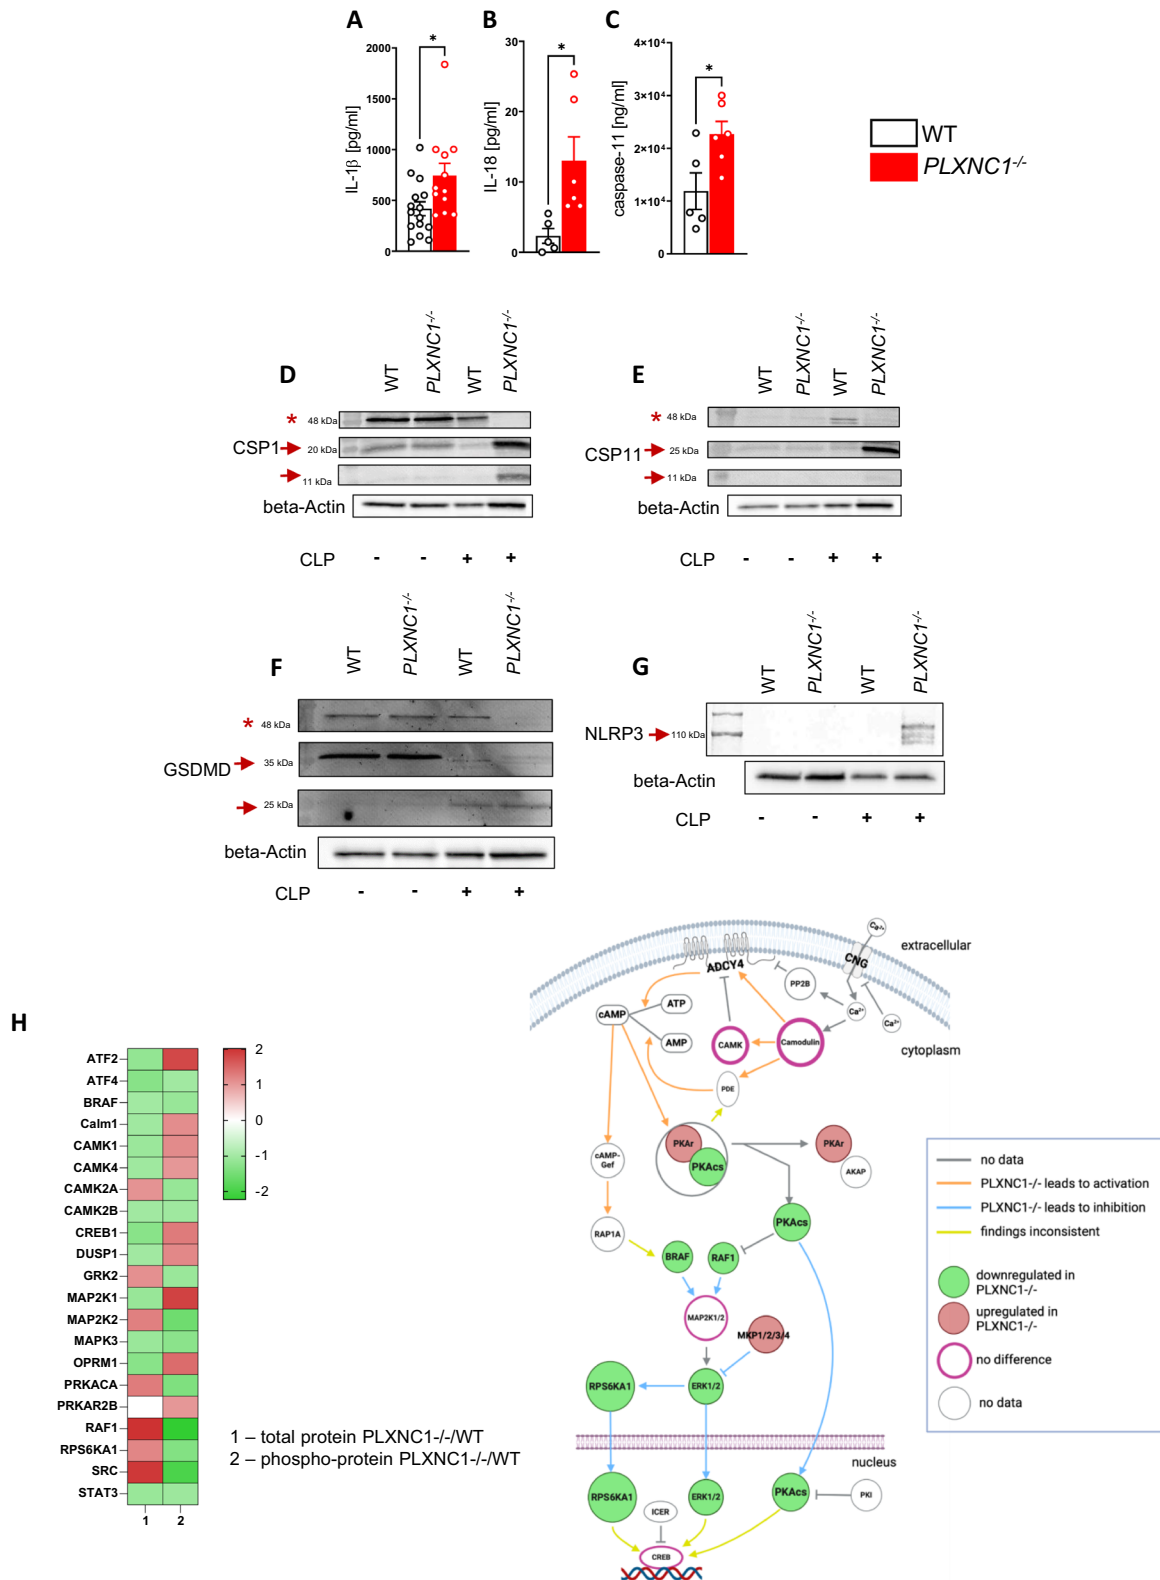 A
B
C
*
*
*
2000
1500
1000
500
0
IL-1β [pg/ml]
30
20
10
0
IL-18 [pg/ml]
4×10⁴
3×10⁴
2×10⁴
1×10⁴
0
caspase-11 [ng/ml]
WT
PLXNC1-/-
D
WT
PLXNC1-/-
WT
PLXNC1-/-
* 48 kDa
CSP1 20 kDa
11 kDa
beta-Actin
CLP - - + +
E
WT
PLXNC1-/-
WT
PLXNC1-/-
* 48 kDa
CSP11 25 kDa
11 kDa
beta-Actin
CLP - - + +
F
WT
PLXNC1-/-
WT
PLXNC1-/-
* 48 kDa
GSDMD 35 kDa
25 kDa
beta-Actin
CLP - - + +
G
WT
PLXNC1-/-
WT
PLXNC1-/-
NLRP3 110 kDa
beta-Actin
CLP - - + +
H
ATF2
ATF4
BRAF
Calm1
CAMK1
CAMK4
CAMK2A
CAMK2B
CREB1
DUSP1
GRK2
MAP2K1
MAP2K2
MAPK3
OPRM1
PRKACA
PRKAR2B
RAF1
RPS6KA1
SRC
STAT3
1 2
2
1
0
-1
-2
1 – total protein PLXNC1-/-/WT
2 – phospho-protein PLXNC1-/-/WT
Ca²⁺
extracellular
CNG
ADCY4
PP2B
Ca²⁺
Ca²⁺
cytoplasm
ATP
cAMP
AMP
CAMK
Camodulin
PDE
PKAr
PKAcs
PKAr
AKAP
cAMP-
Gef
RAP1A
PKAcs
BRAF
RAF1
MAP2K1/2
MKP1/2/3/4
RPS6KA1
ERK1/2
nucleus
RPS6KA1
ERK1/2
PKAcs
PKI
ICER
CREB
no data
PLXNC1-/- leads to activation
PLXNC1-/- leads to inhibition
findings inconsistent
downregulated in
PLXNC1-/-
upregulated in
PLXNC1-/-
no difference
no data